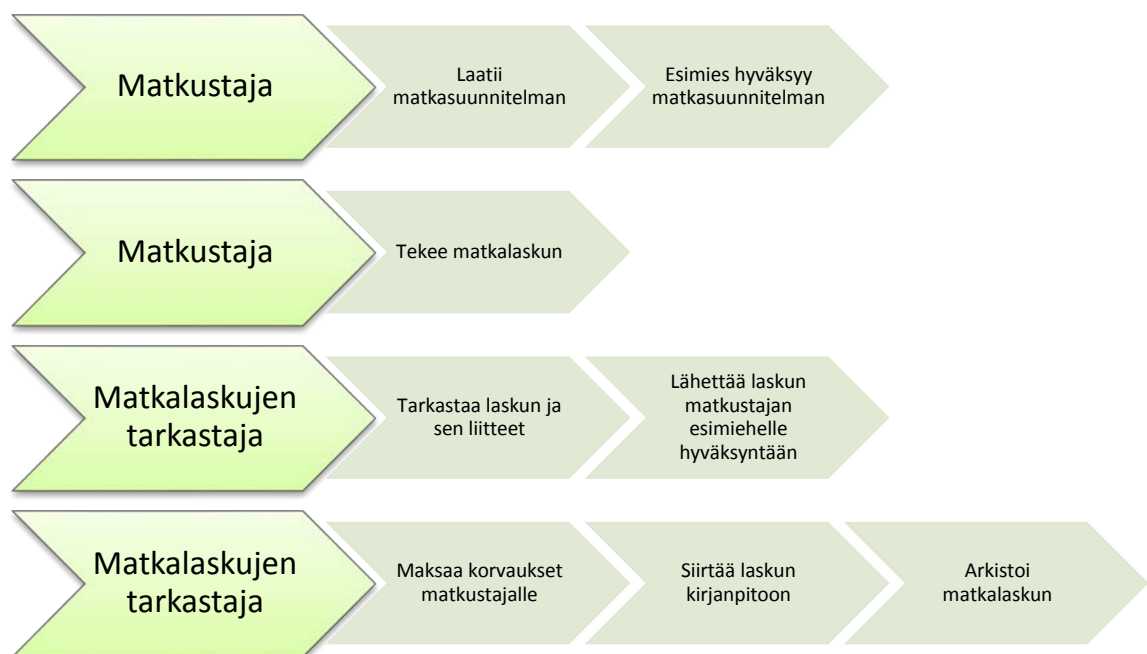 Matkustaja
Laatii
matkasuunnitelman
Esimies hyväksyy
matkasuunnitelman
Matkustaja
Tekee matkalaskun
Matkalaskujen
tarkastaja
Tarkastaa laskun ja
sen liitteet
Lähettää laskun
matkustajan
esimiehelle
hyväksyntään
Matkalaskujen
tarkastaja
Maksaa korvaukset
matkustajalle
Siirtää laskun
kirjanpitoon
Arkistoi
matkalaskun